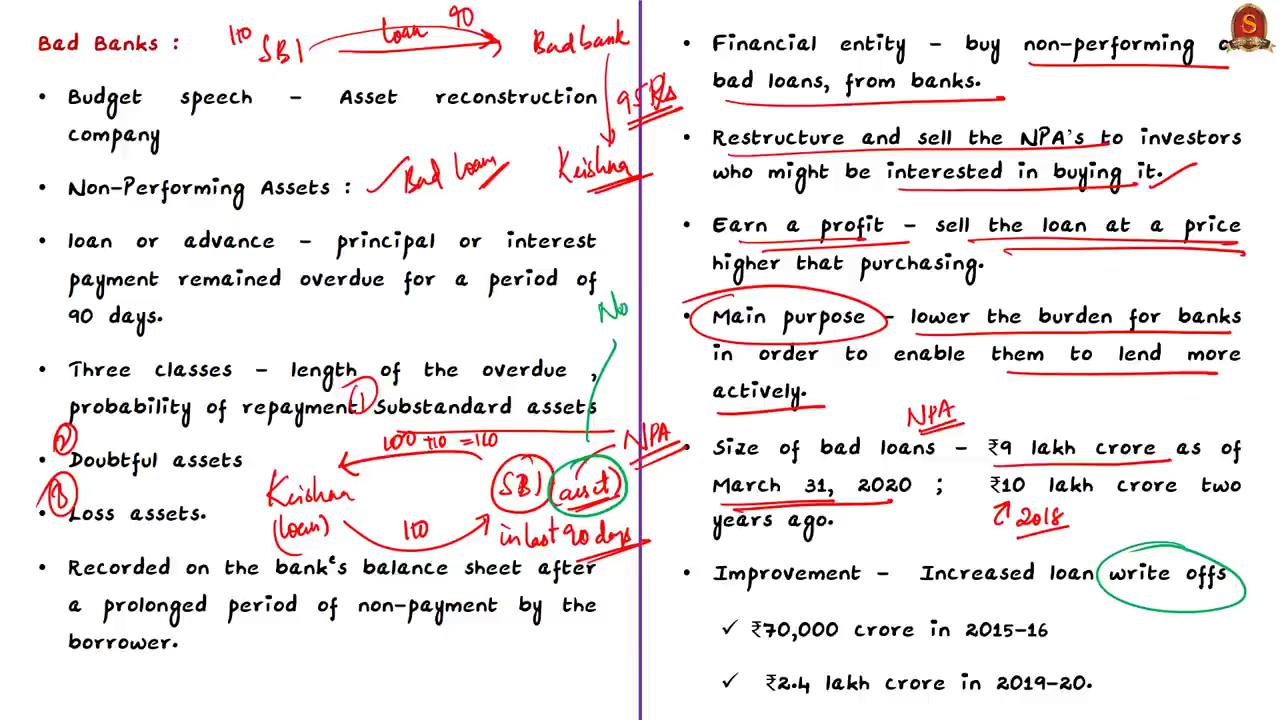 Bad Banks :
110 SBI loan 90 Bad bank
• Budget speech – Asset reconstruction
company
95 Rs
• Non-Performing Assets : Bad loan
Krishna
• loan or advance – principal or interest
payment remained overdue for a period of
90 days.
No
• Three classes – length of the overdue ,
probability of repayment. ① Substandard assets
② 100 +10 = 110 NPA
• Doubtful assets
Krishna
(loan)
SBI (asset)
③
• Loss assets.
110
in last 90 days
• Recorded on the bank's balance sheet after
a prolonged period of non-payment by the
borrower.
S
• Financial entity – buy non-performing
bad loans, from banks.
• Restructure and sell the NPA's to investors
who might be interested in buying it.
• Earn a profit – sell the loan at a price
higher that purchasing.
• Main purpose – lower the burden for banks
in order to enable them to lend more
actively.
NPA
• Size of bad loans – ₹9 lakh crore as of
March 31, 2020 ; ₹10 lakh crore two
years ago.
2018
• Improvement – Increased loan write offs
✓ ₹70,000 crore in 2015-16
✓ ₹2.4 lakh crore in 2019-20.